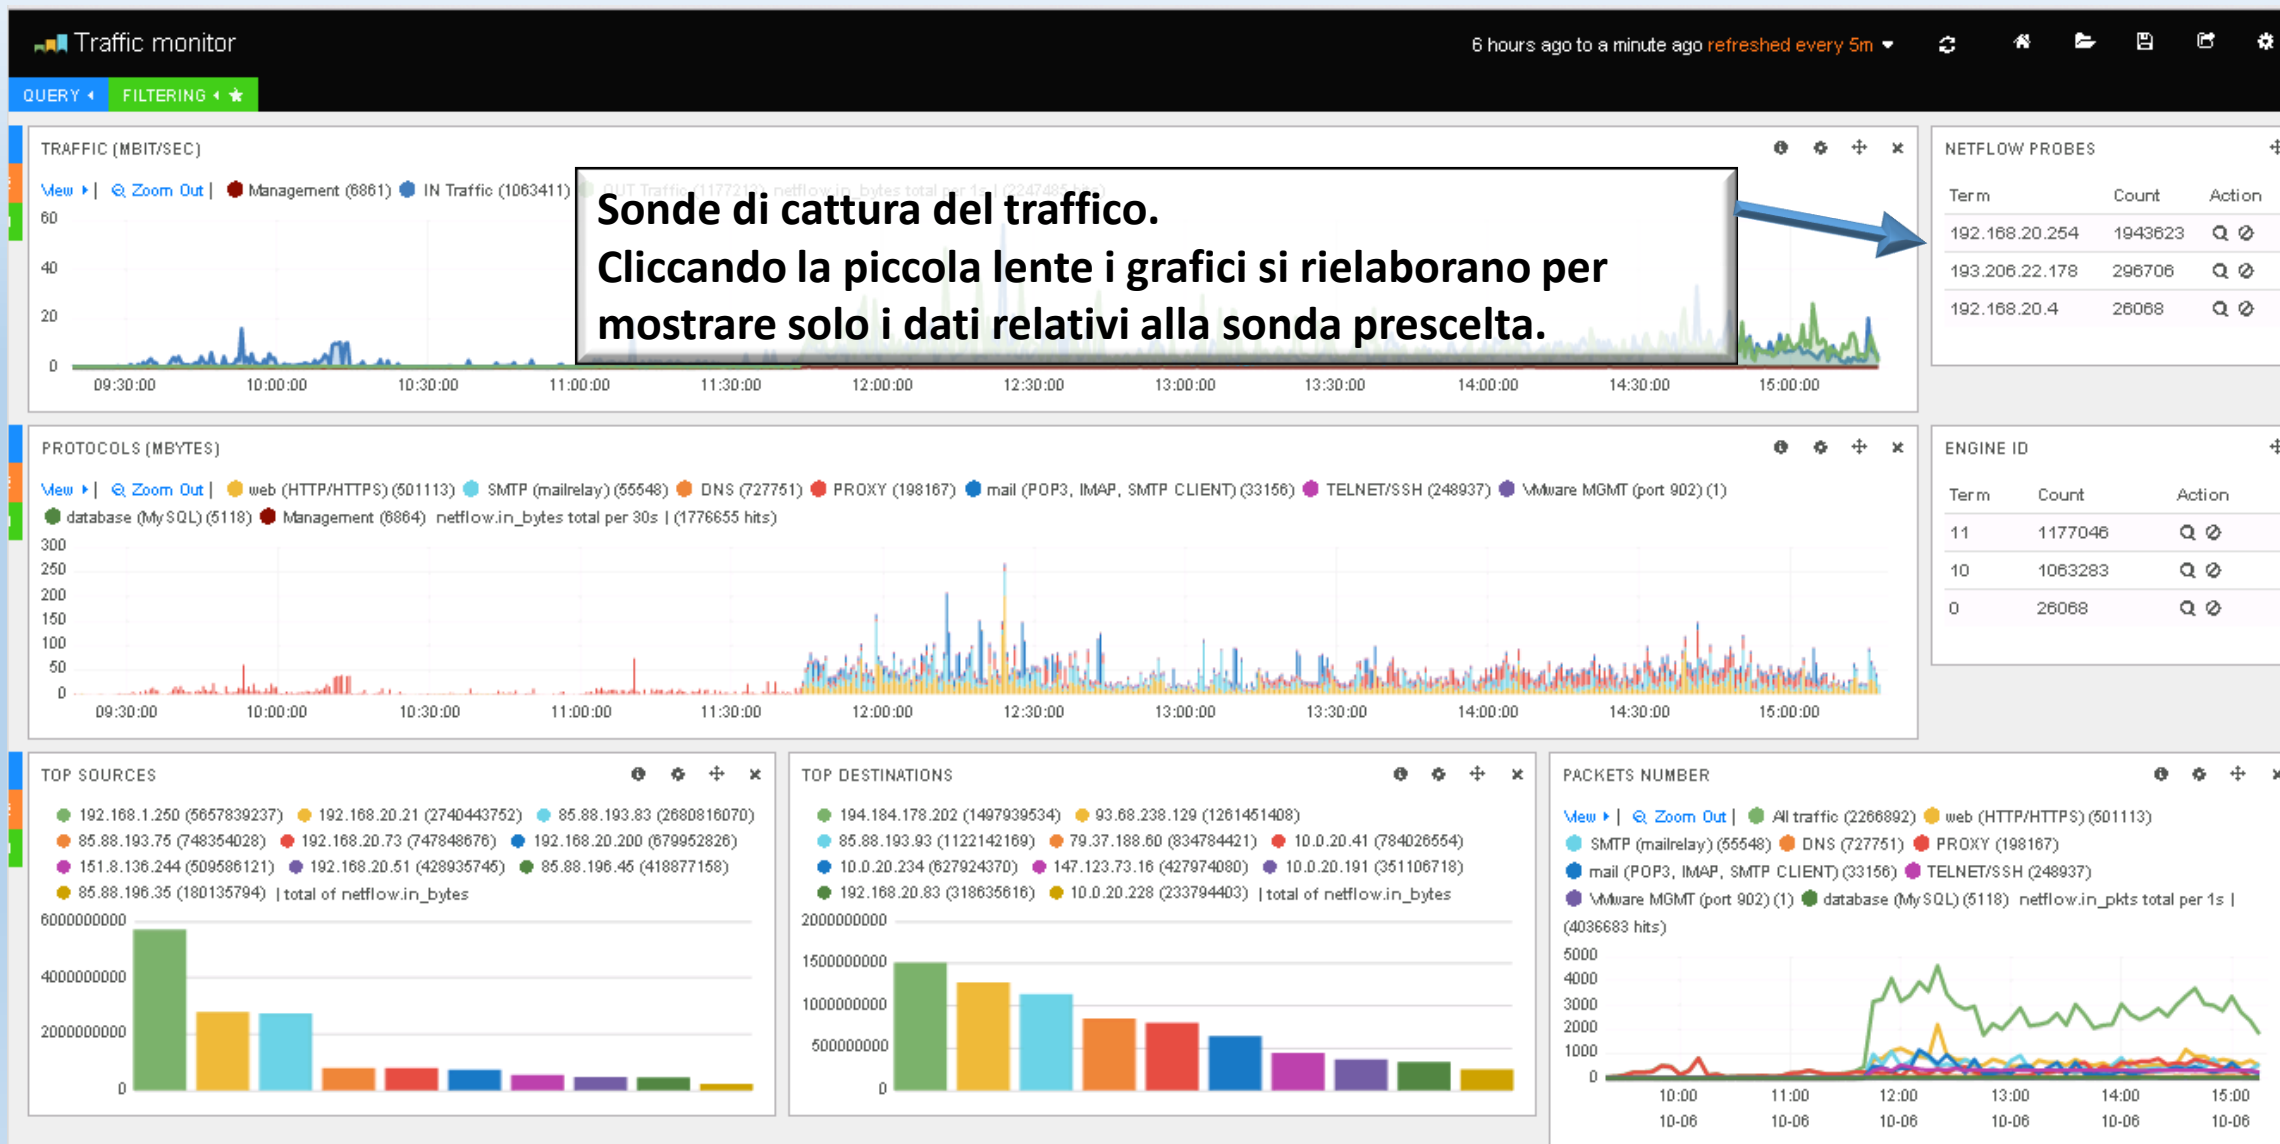 Traffic monitor
6 hours ago to a minute ago refreshed every 5m
QUERY FILTERING
TRAFFIC (MBIT/SEC)
View | Zoom Out | Management (6861) IN Traffic (1063411) OUT Traffic (1177213) netflow.in_bytes total per 1s | (2247485 hits)
Sonde di cattura del traffico.
Cliccando la piccola lente i grafici si rielaborano per
mostrare solo i dati relativi alla sonda prescelta.
60
40
20
0
09:30:00 10:00:00 10:30:00 11:00:00 11:30:00 12:00:00 12:30:00 13:00:00 13:30:00 14:00:00 14:30:00 15:00:00
NETFLOW PROBES
Term Count Action
192.168.20.254 1943623
193.206.22.178 296706
192.168.20.4 26068
PROTOCOLS (MBYTES)
View | Zoom Out | web (HTTP/HTTPS) (501113) SMTP (mailrelay) (55548) DNS (727751) PROXY (198167) mail (POP3, IMAP, SMTP CLIENT) (33156) TELNET/SSH (248937) VMware MGMT (port 902) (1)
database (MySQL) (5118) Management (6864) netflow.in_bytes total per 30s | (1776655 hits)
300
250
200
150
100
50
0
09:30:00 10:00:00 10:30:00 11:00:00 11:30:00 12:00:00 12:30:00 13:00:00 13:30:00 14:00:00 14:30:00 15:00:00
ENGINE ID
Term Count Action
11 1177046
10 1063283
0 26068
TOP SOURCES
192.168.1.250 (5657839237) 192.168.20.21 (2740443752) 85.88.193.83 (2680816070)
85.88.193.75 (748354028) 192.168.20.73 (747848676) 192.168.20.200 (679952826)
151.8.136.244 (509586121) 192.168.20.51 (428935745) 85.88.196.45 (418877158)
85.88.196.35 (180135794) | total of netflow.in_bytes
6000000000
4000000000
2000000000
0
TOP DESTINATIONS
194.184.178.202 (1497939534) 93.68.238.129 (1261451408)
85.88.193.93 (1122142169) 79.37.188.60 (834784421) 10.0.20.41 (784026554)
10.0.20.234 (627924370) 147.123.73.16 (427974080) 10.0.20.191 (351106718)
192.168.20.83 (318635616) 10.0.20.228 (233794403) | total of netflow.in_bytes
2000000000
1500000000
1000000000
500000000
0
PACKETS NUMBER
View | Zoom Out | All traffic (2266892) web (HTTP/HTTPS) (501113)
SMTP (mailrelay) (55548) DNS (727751) PROXY (198167)
mail (POP3, IMAP, SMTP CLIENT) (33156) TELNET/SSH (248937)
VMware MGMT (port 902) (1) database (MySQL) (5118) netflow.in_pkts total per 1s |
(4036683 hits)
5000
4000
3000
2000
1000
0
10:00 11:00 12:00 13:00 14:00 15:00
10-06 10-06 10-06 10-06 10-06 10-06